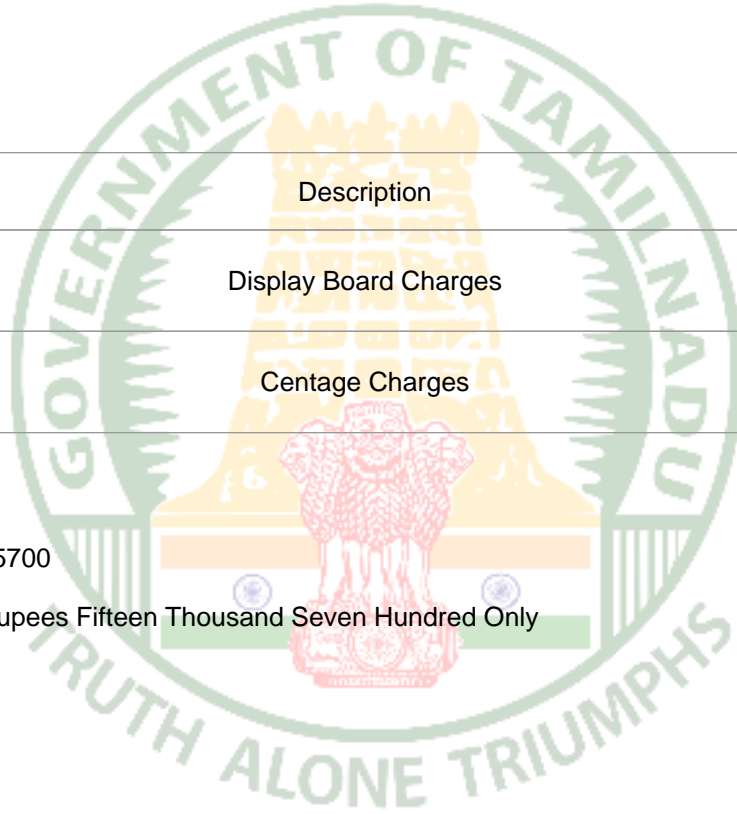 GOVERNMENT OF TAMILNADU
Description
Display Board Charges
Centage Charges
5700
upees Fifteen Thousand Seven Hundred Only
TRUTH ALONE TRIUMPHS